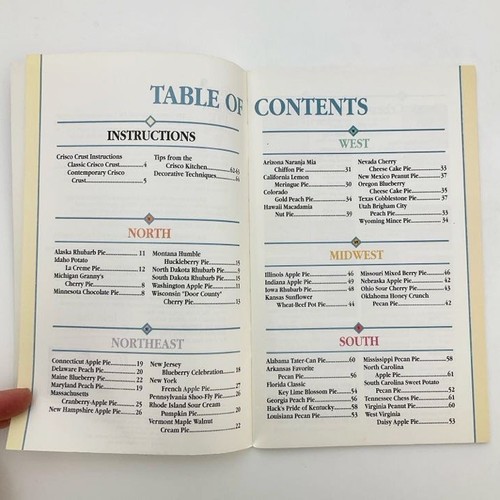 TABLE OF CONTENTS
INSTRUCTIONS
Crisco Crust Instructions
Classic Crisco Crust.............4
Contemporary Crisco
Crust.............5
Tips from the
Crisco Kitchen.............62-63
Decorative Techniques.............
NORTH
Alaska Rhubarb Pie.............11
Idaho Potato
La Creme Pie.............12
Michigan Granny's
Cherry Pie.............8
Minnesota Chocolate Pie.............8
Montana Humble
Huckleberry Pie.............
North Dakota Rhubarb Pie.............
South Dakota Rhubarb Pie.............
Washington Apple Pie.............11
Wisconsin "Door County"
Cherry Pie.............13
NORTHEAST
Connecticut Apple Pie.............19
Delaware Peach Pie.............20
Maine Blueberry Pie.............22
Maryland Peach Pie.............19
Massachusetts
Cranberry-Apple Pie.............25
New Hampshire Apple Pie.............26
New Jersey
Blueberry Celebration.............18
New York
French Apple Pie.............27
Pennsylvania Shoo-Fly Pie.............26
Rhode Island Sour Cream
Pumpkin Pie.............20
Vermont Maple Walnut
Cream Pie.............22
WEST
Arizona Naranja Mia
Chiffon Pie.............31
California Lemon
Meringue Pie.............30
Colorado
Gold Peach Pie.............34
Hawaii Macadamia
Nut Pie.............39
Nevada Cherry
Cheese Cake Pie.............33
New Mexico Peanut Pie.............37
Oregon Blueberry
Cheese Cake Pie.............35
Texas Cobblestone Pie.............37
Utah Brigham City
Peach Pie.............33
Wyoming Mince Pie.............34
MIDWEST
Illinois Apple Pie.............46
Indiana Apple Pie.............49
Iowa Rhubarb Pie.............48
Kansas Sunflower
Wheat-Beef Pot Pie.............44
Missouri Mixed Berry Pie.............46
Nebraska Apple Pie.............42
Ohio Sour Cherry Pie.............43
Oklahoma Honey Crunch
Pecan Pie.............42
SOUTH
Alabama Tater-Can Pie.............60
Arkansas Favorite
Pecan Pie.............56
Florida Classic
Key Lime Blossom Pie.............54
Georgia Peach Pie.............56
Hack's Pride of Kentucky.............58
Louisiana Pecan Pie.............53
Mississippi Pecan Pie.............58
North Carolina
Apple Pie.............61
South Carolina Sweet Potato
Pecan Pie.............52
Tennessee Chess Pie.............61
Virginia Peanut Pie.............60
West Virginia
Daisy Apple Pie.............53